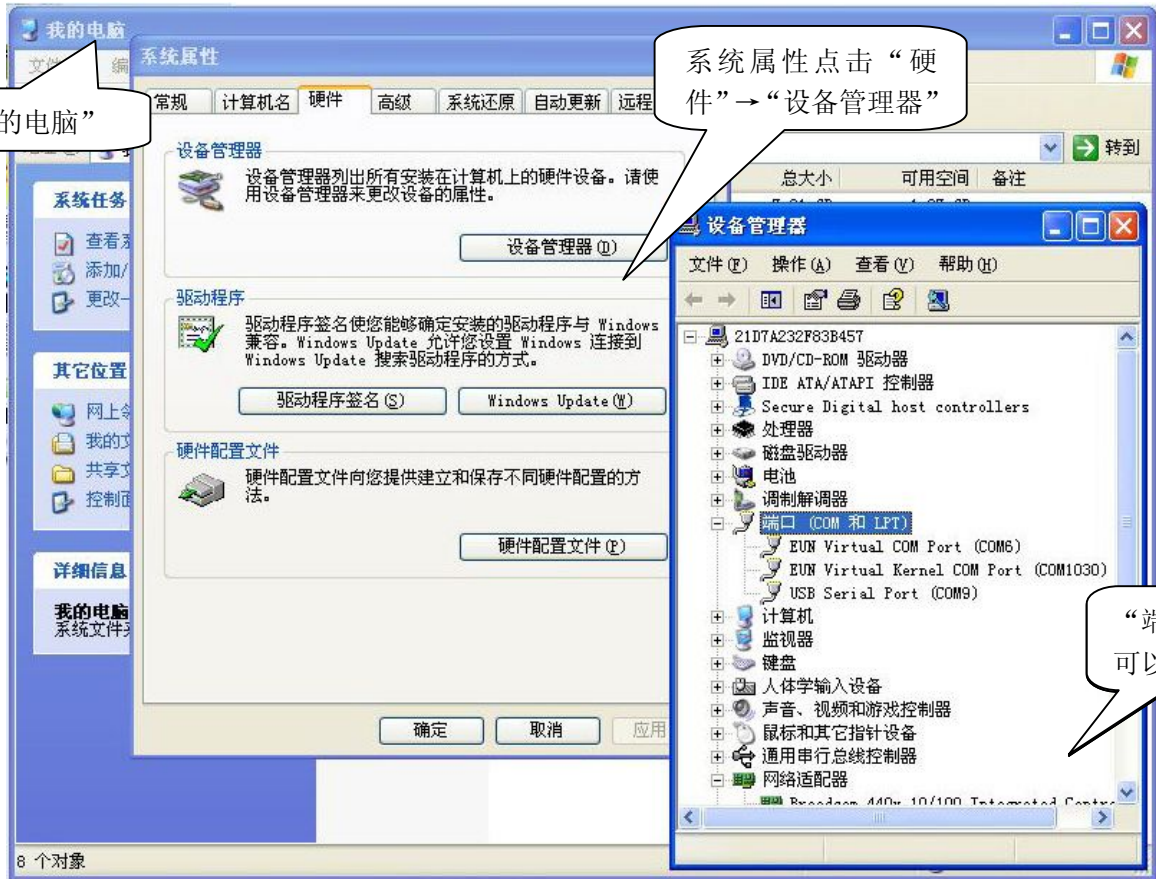 我的电脑
系统属性
系统属性点击“硬
件”→“设备管理器”
的电脑”
常规 计算机名 硬件 高级 系统还原 自动更新 远程
转到
设备管理器
设备管理器列出所有安装在计算机上的硬件设备。请使
用设备管理器来更改设备的属性。
设备管理器(D)
总大小 可用空间 备注
系统任务
查看
添加/
更改
驱动程序
驱动程序签名使您能够确定安装的驱动程序与 Windows
兼容。Windows Update 允许您设置 Windows 连接到
Windows Update 搜索驱动程序的方式。
驱动程序签名(S) Windows Update(W)
其它位置
网上
我的文
共享文
控制面
硬件配置文件
硬件配置文件向您提供建立和保存不同硬件配置的方
法。
硬件配置文件(P)
详细信息
我的电脑
系统文件
确定 取消 应用
设备管理器
文件(F) 操作(A) 查看(V) 帮助(H)
21D7A232F83B457
DVD/CD-ROM 驱动器
IDE ATA/ATAPI 控制器
Secure Digital host controllers
处理器
磁盘驱动器
电池
调制解调器
端口 (COM 和 LPT)
EUN Virtual COM Port (COM6)
EUN Virtual Kernel COM Port (COM1030)
USB Serial Port (COM9)
计算机
监视器
键盘
人体学输入设备
声音、视频和游戏控制器
鼠标和其它指针设备
通用串行总线控制器
网络适配器
Broadcom 440x 10/100 Integrated Contro
“端
可以
8 个对象